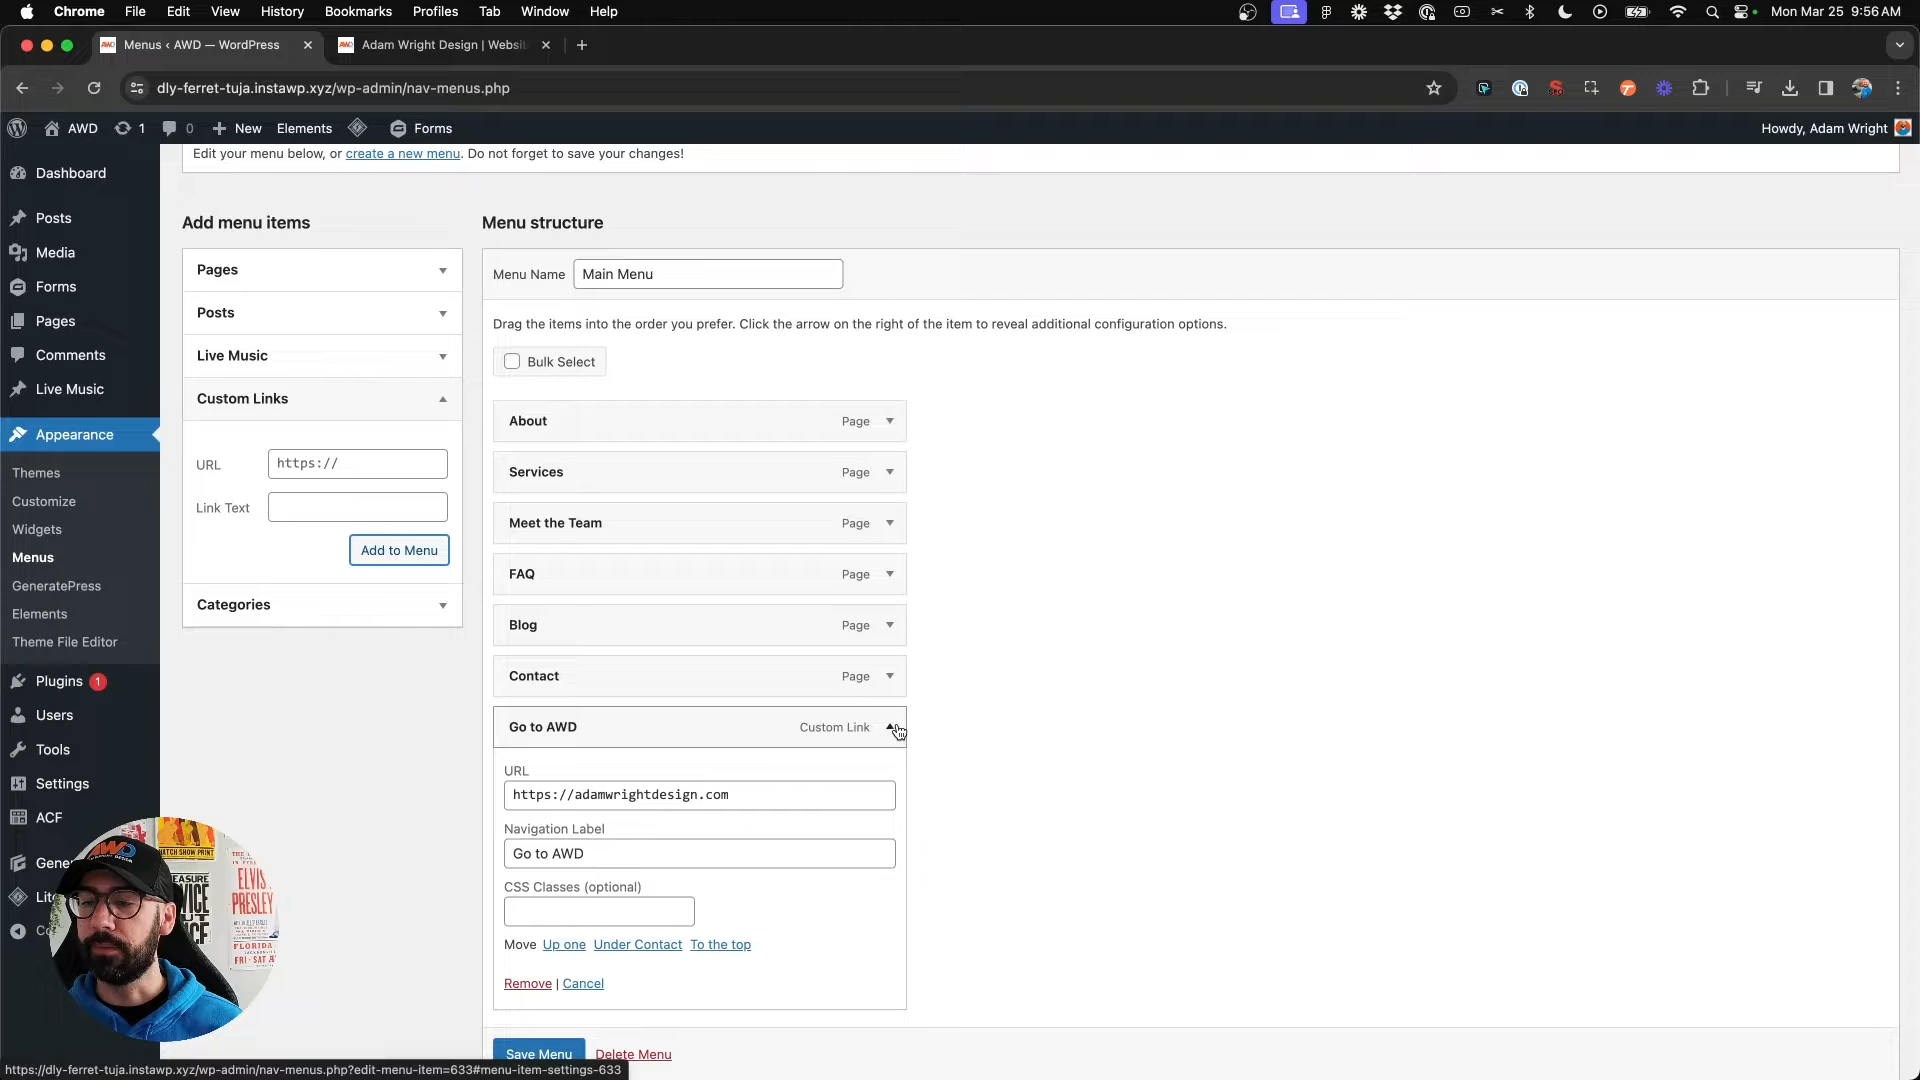 Chrome File Edit View History Bookmarks Profiles Tab Window Help Mon Mar 25 9:56 AM
Menus ‹ AWD — WordPress
Adam Wright Design | Websi
dly-ferret-tuja.instawp.xyz/wp-admin/nav-menus.php
AWD 1 0 New Elements Forms Howdy, Adam Wright
Edit your menu below, or create a new menu. Do not forget to save your changes!
Dashboard
Posts
Media
Forms
Pages
Comments
Live Music
Appearance
Themes
Customize
Widgets
Menus
GeneratePress
Elements
Theme File Editor
Plugins 1
Users
Tools
Settings
ACF
Gene
Lite
Co
Add menu items
Pages
Posts
Live Music
Custom Links
URL https://
Link Text
Add to Menu
Categories
Menu structure
Menu Name Main Menu
Drag the items into the order you prefer. Click the arrow on the right of the item to reveal additional configuration options.
Bulk Select
About Page
Services Page
Meet the Team Page
FAQ Page
Blog Page
Contact Page
Go to AWD Custom Link
URL
https://adamwrightdesign.com
Navigation Label
Go to AWD
CSS Classes (optional)
Move Up one Under Contact To the top
Remove | Cancel
Save Menu Delete Menu
AWD
HATCH SHOW PRINT
ELVIS
PRESLEY
FLORIDA
https://dly-ferret-tuja.instawp.xyz/wp-admin/nav-menus.php?edit-menu-item=633#menu-item-settings-633